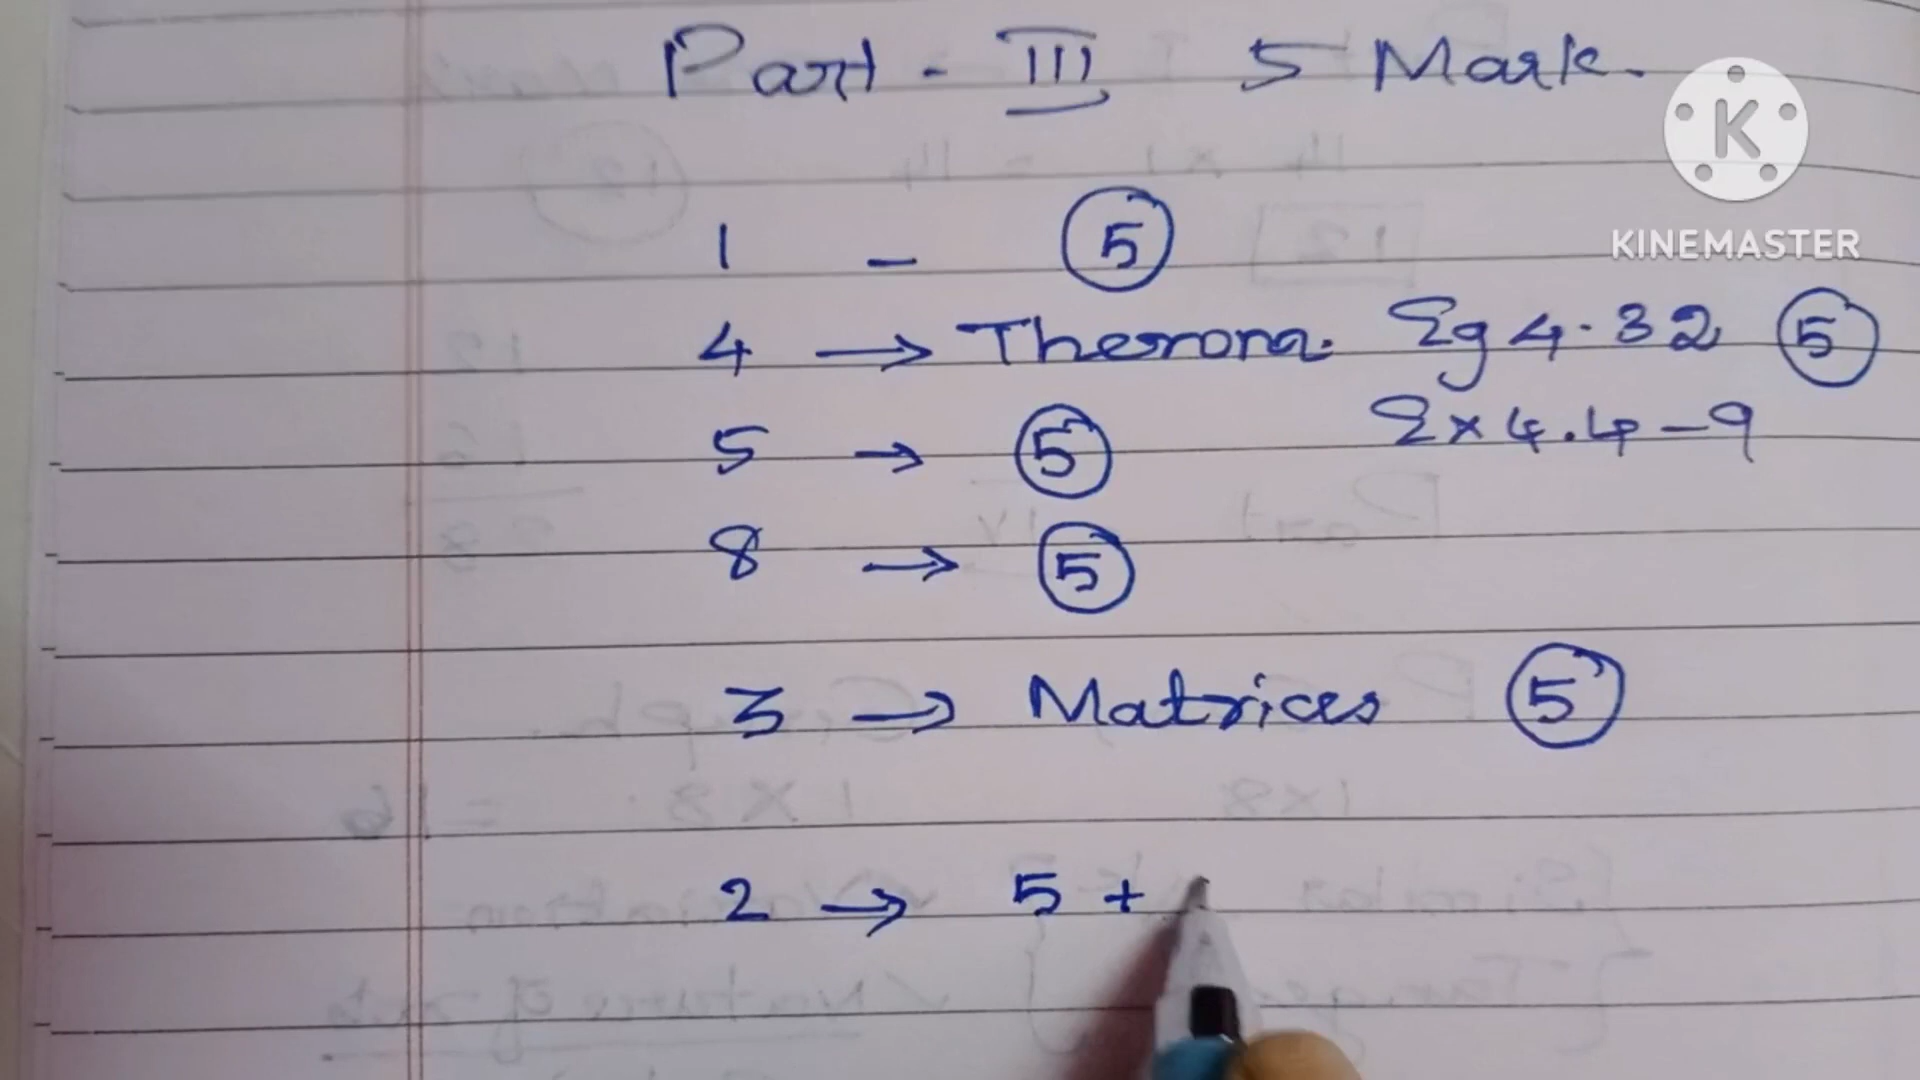 Part - III 5 Mark.
K
KINEMASTER
1 - 5
4 → Therom. Eg 4.32 5
5 → 5 Ex 4.4-9
8 → 5
3 → Matrices 5
2 → 5 +